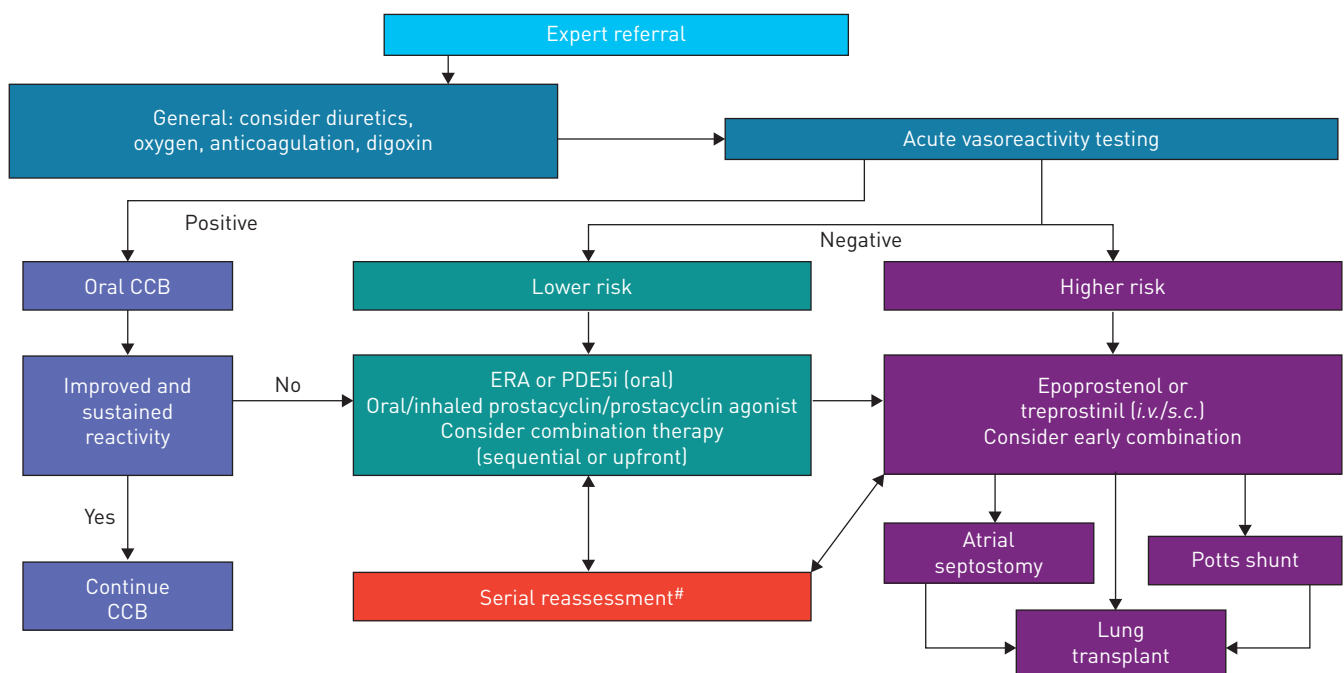 Expert referral
General: consider diuretics,
oxygen, anticoagulation, digoxin
Acute vasoreactivity testing
Positive
Negative
Oral CCB
Lower risk
Higher risk
Improved and
sustained
reactivity
No
ERA or PDE5i (oral)
Oral/inhaled prostacyclin/prostacyclin agonist
Consider combination therapy
(sequential or upfront)
Epoprostenol or
treprostinil (i.v./s.c.)
Consider early combination
Yes
Atrial
septostomy
Potts shunt
Continue
CCB
Serial reassessment#
Lung
transplant